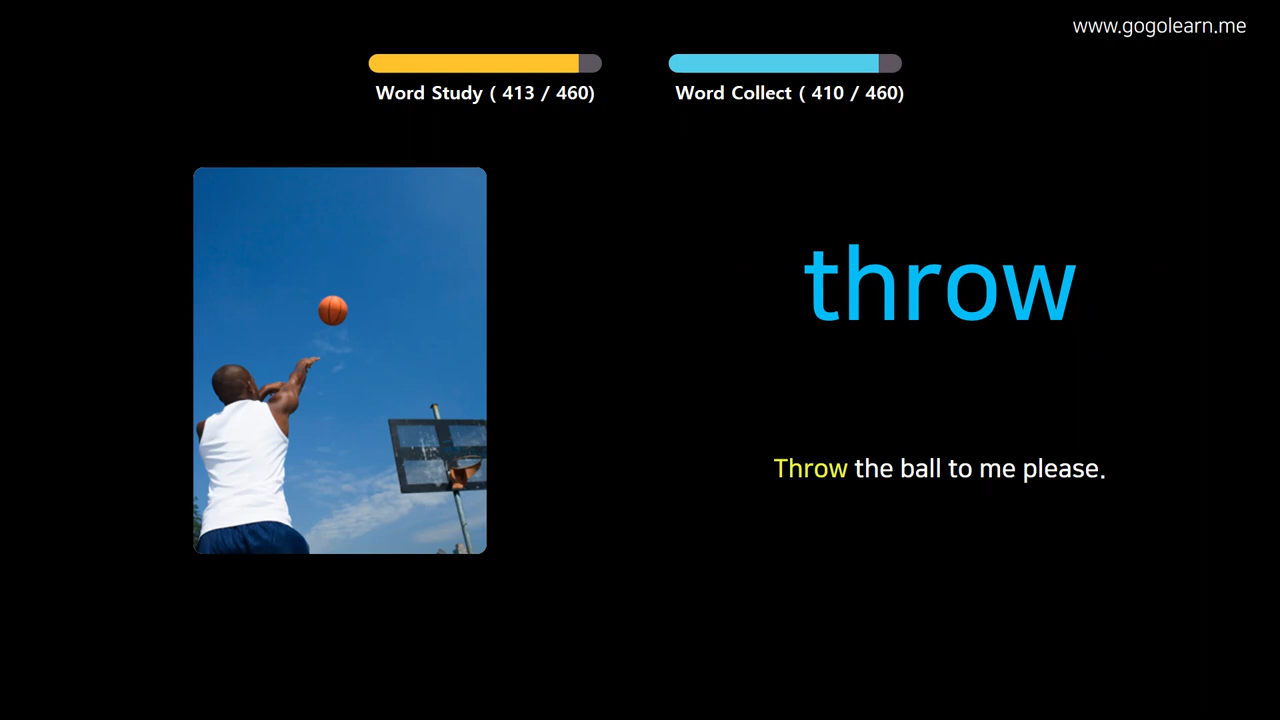 www.gogolearn.me
Word Study ( 413 / 460)
Word Collect ( 410 / 460)
throw
Throw the ball to me please.